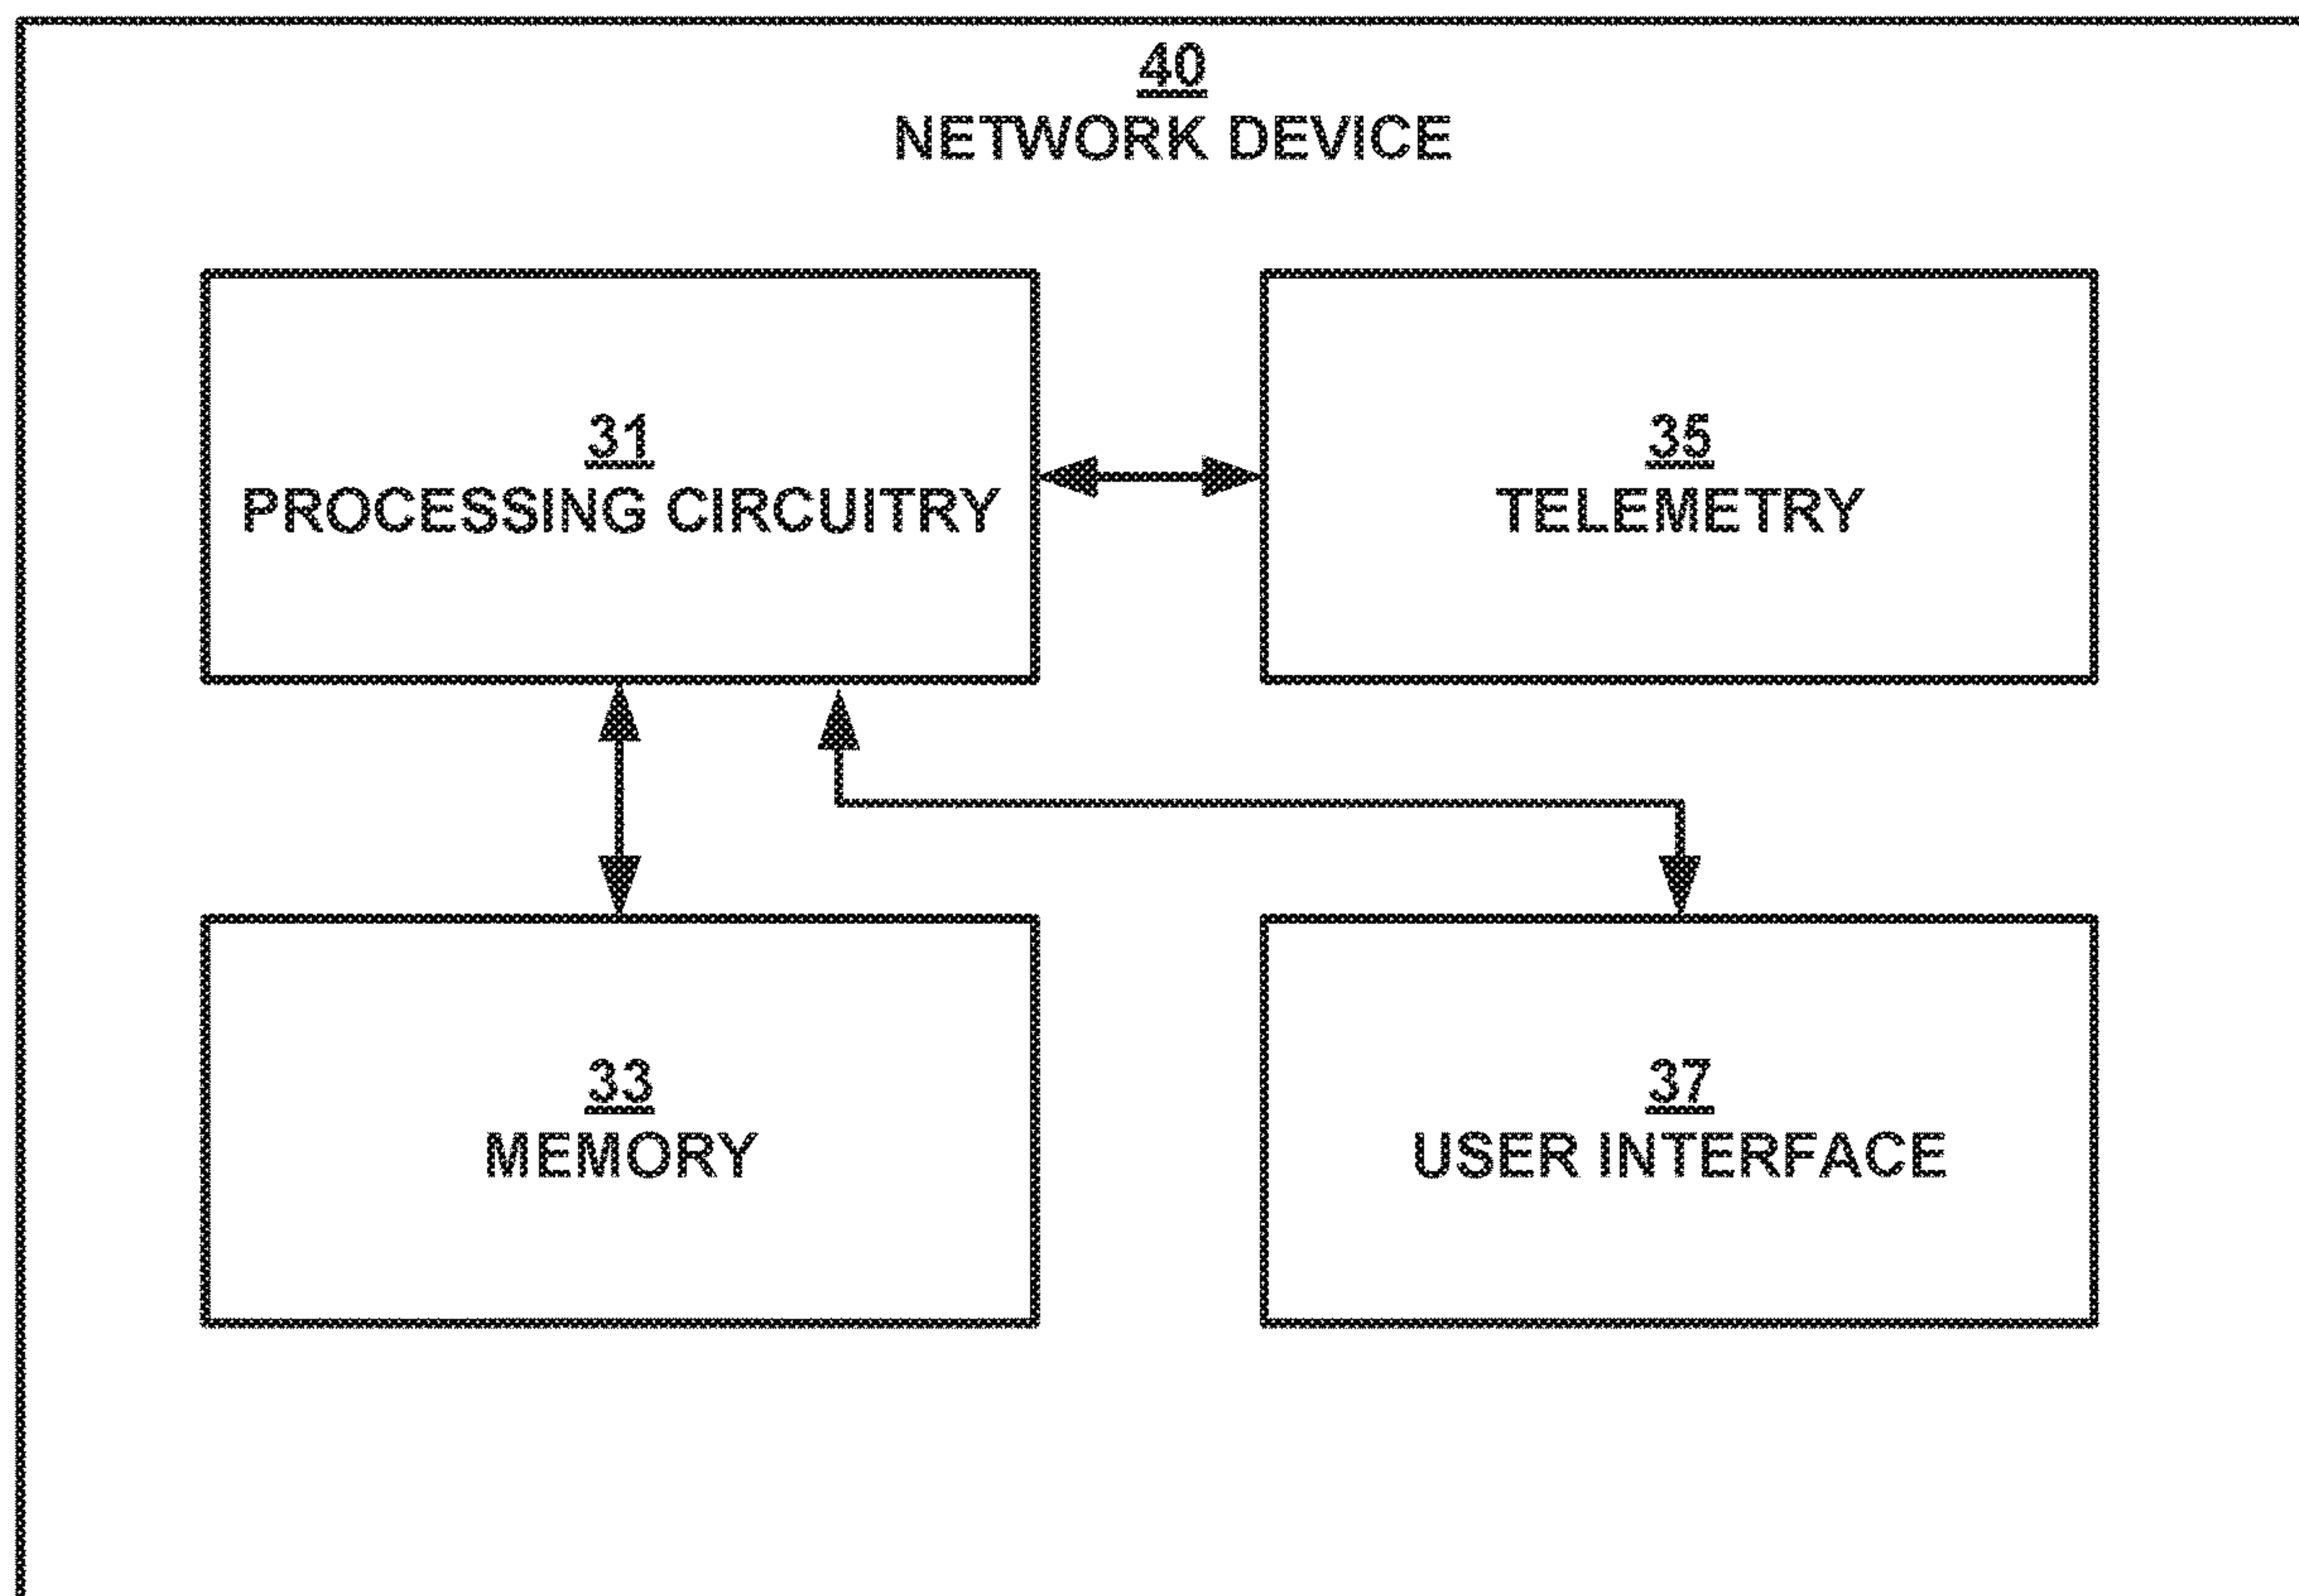 40
NETWORK DEVICE
31
PROCESSING CIRCUITRY
35
TELEMETRY
33
MEMORY
37
USER INTERFACE